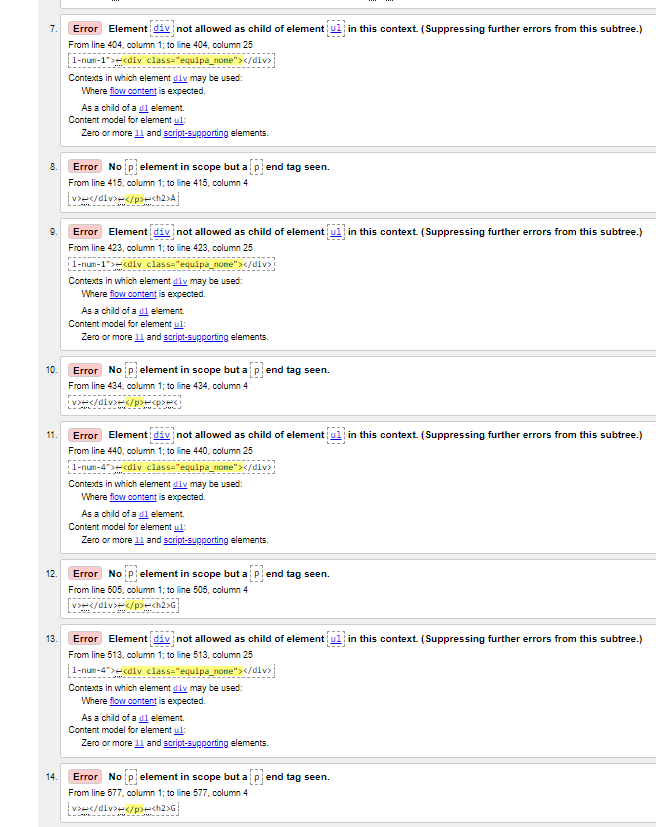 7. Error Element div not allowed as child of element ul in this context. (Suppressing further errors from this subtree.)
From line 404, column 1; to line 404, column 25
l-num-1">↩<div class="equipa_nome"></div>
Contexts in which element div may be used:
Where flow content is expected.
As a child of a dl element.
Content model for element ul:
Zero or more li and script-supporting elements.
8. Error No p element in scope but a p end tag seen.
From line 415, column 1; to line 415, column 4
v>↩</div>↩</p>↩<h2>A
9. Error Element div not allowed as child of element ul in this context. (Suppressing further errors from this subtree.)
From line 423, column 1; to line 423, column 25
l-num-1">↩<div class="equipa_nome"></div>
Contexts in which element div may be used:
Where flow content is expected.
As a child of a dl element.
Content model for element ul:
Zero or more li and script-supporting elements.
10. Error No p element in scope but a p end tag seen.
From line 434, column 1; to line 434, column 4
v>↩</div>↩</p>↩<p>↩<
11. Error Element div not allowed as child of element ul in this context. (Suppressing further errors from this subtree.)
From line 440, column 1; to line 440, column 25
l-num-4">↩<div class="equipa_nome"></div>
Contexts in which element div may be used:
Where flow content is expected.
As a child of a dl element.
Content model for element ul:
Zero or more li and script-supporting elements.
12. Error No p element in scope but a p end tag seen.
From line 505, column 1; to line 505, column 4
v>↩</div>↩</p>↩<h2>G
13. Error Element div not allowed as child of element ul in this context. (Suppressing further errors from this subtree.)
From line 513, column 1; to line 513, column 25
l-num-4">↩<div class="equipa_nome"></div>
Contexts in which element div may be used:
Where flow content is expected.
As a child of a dl element.
Content model for element ul:
Zero or more li and script-supporting elements.
14. Error No p element in scope but a p end tag seen.
From line 577, column 1; to line 577, column 4
v>↩</div>↩</p>↩<h2>G